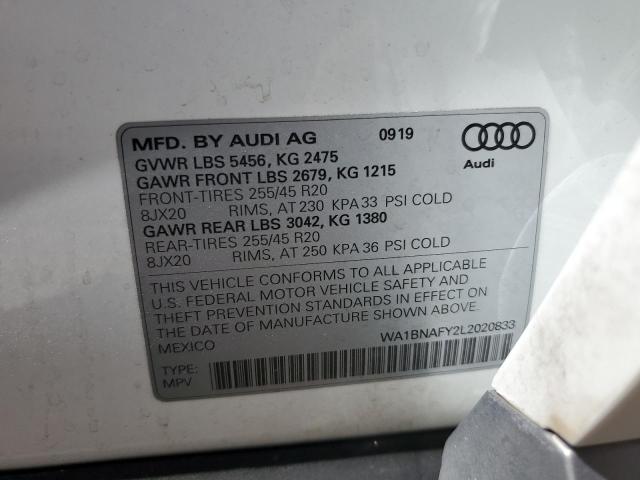 MFD. BY AUDI AG 0919
GVWR LBS 5456, KG 2475
Audi
GAWR FRONT LBS 2679, KG 1215
FRONT-TIRES 255/45 R20
8JX20 RIMS, AT 230 KPA 33 PSI COLD
GAWR REAR LBS 3042, KG 1380
REAR-TIRES 255/45 R20
8JX20 RIMS, AT 250 KPA 36 PSI COLD
THIS VEHICLE CONFORMS TO ALL APPLICABLE
U.S. FEDERAL MOTOR VEHICLE SAFETY AND
THEFT PREVENTION STANDARDS IN EFFECT ON
THE DATE OF MANUFACTURE SHOWN ABOVE.
MEXICO WA1BNAFY2L2020833
TYPE:
MPV